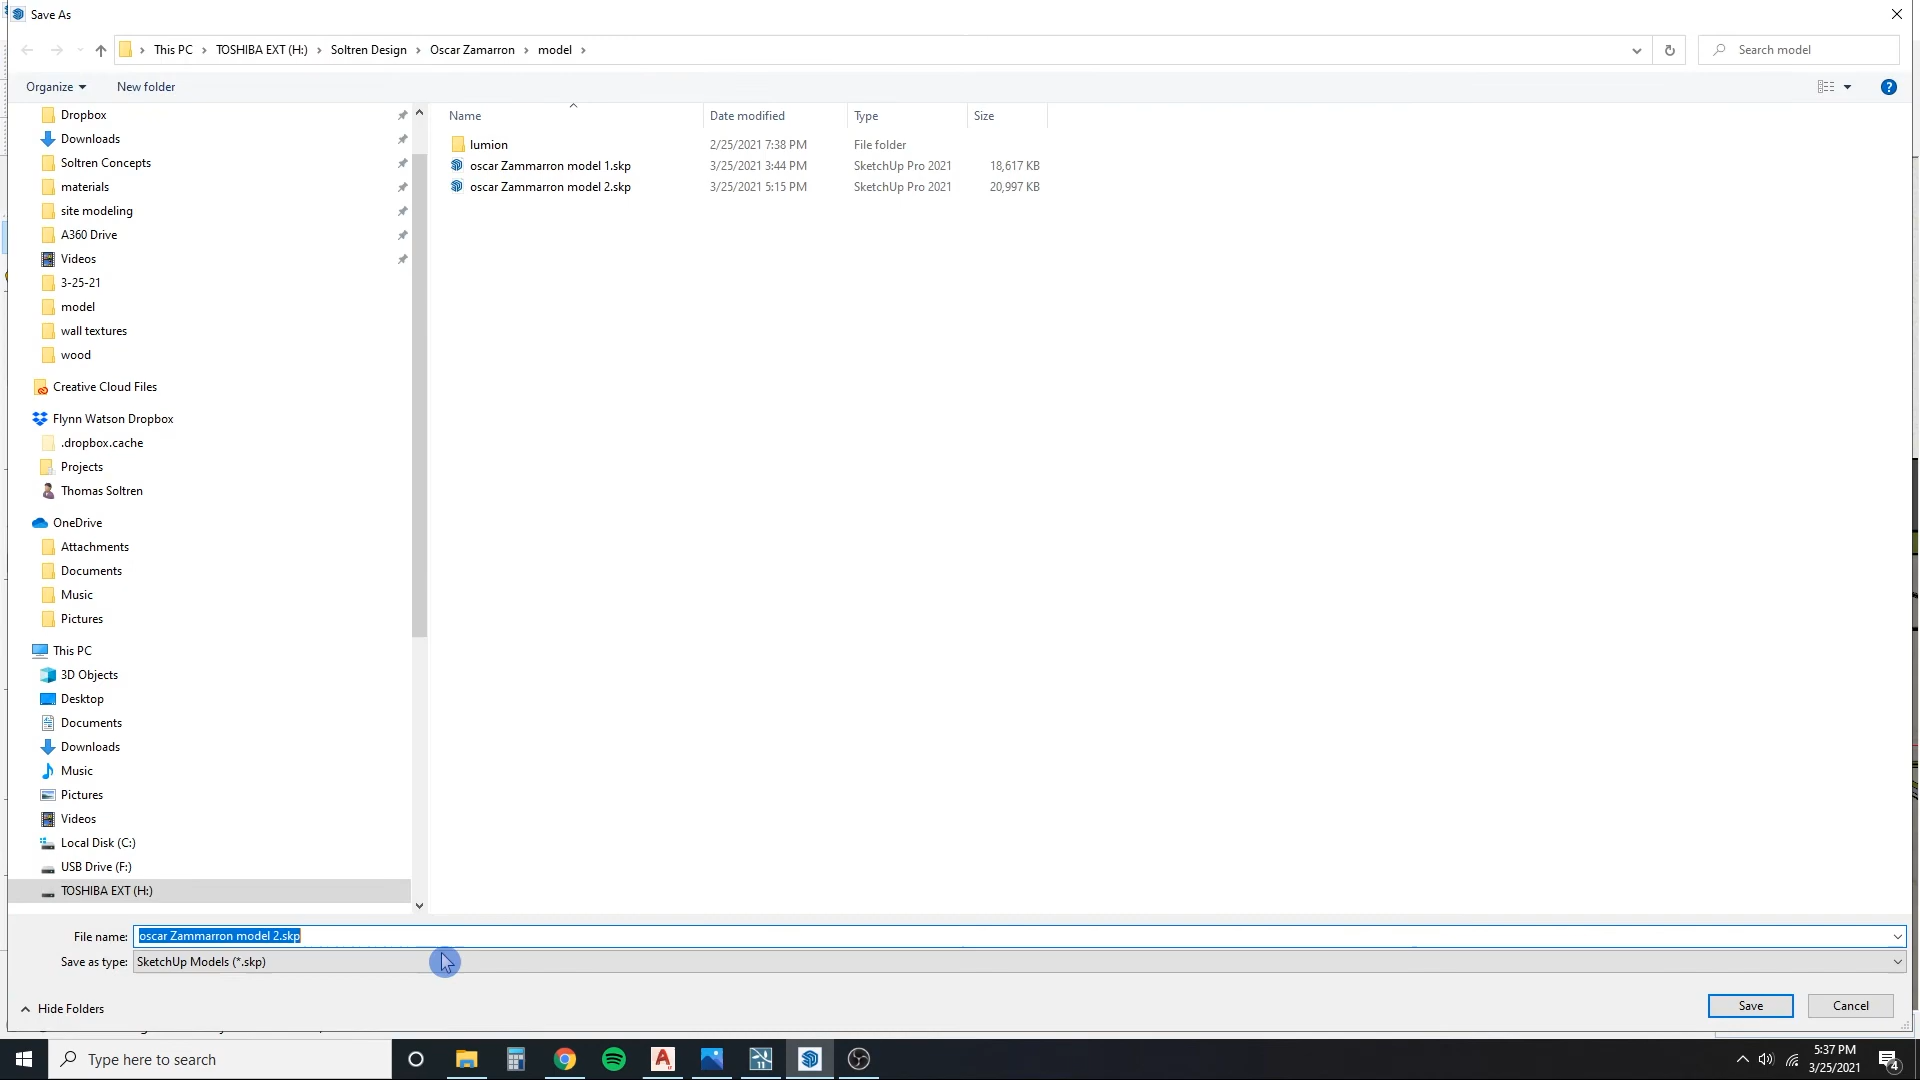 Save As
This PC > TOSHIBA EXT (H:) > Soltren Design > Oscar Zamarron > model >
Search model
Organize
New folder
Name
Date modified
Type
Size
lumion
2/25/2021 7:38 PM
File folder
oscar Zammarron model 1.skp
3/25/2021 3:44 PM
SketchUp Pro 2021
18,617 KB
oscar Zammarron model 2.skp
3/25/2021 5:15 PM
SketchUp Pro 2021
20,997 KB
Dropbox
Downloads
Soltren Concepts
materials
site modeling
A360 Drive
Videos
3-25-21
model
wall textures
wood
Creative Cloud Files
Flynn Watson Dropbox
.dropbox.cache
Projects
Thomas Soltren
OneDrive
Attachments
Documents
Music
Pictures
This PC
3D Objects
Desktop
Documents
Downloads
Music
Pictures
Videos
Local Disk (C:)
USB Drive (F:)
TOSHIBA EXT (H:)
File name: oscar Zammarron model 2.skp
Save as type: SketchUp Models (*.skp)
Hide Folders
Save
Cancel
Type here to search
5:37 PM
3/25/2021
4